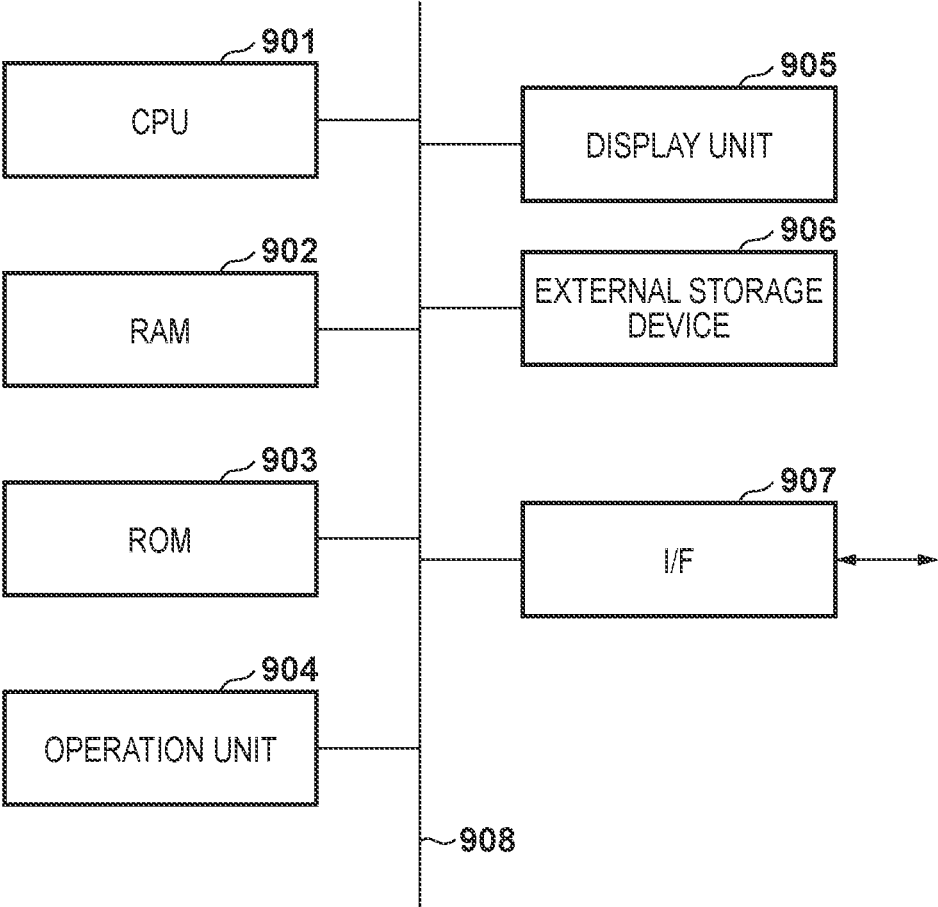 901
CPU
902
RAM
903
ROM
904
OPERATION UNIT
905
DISPLAY UNIT
906
EXTERNAL STORAGE
DEVICE
907
I/F
908